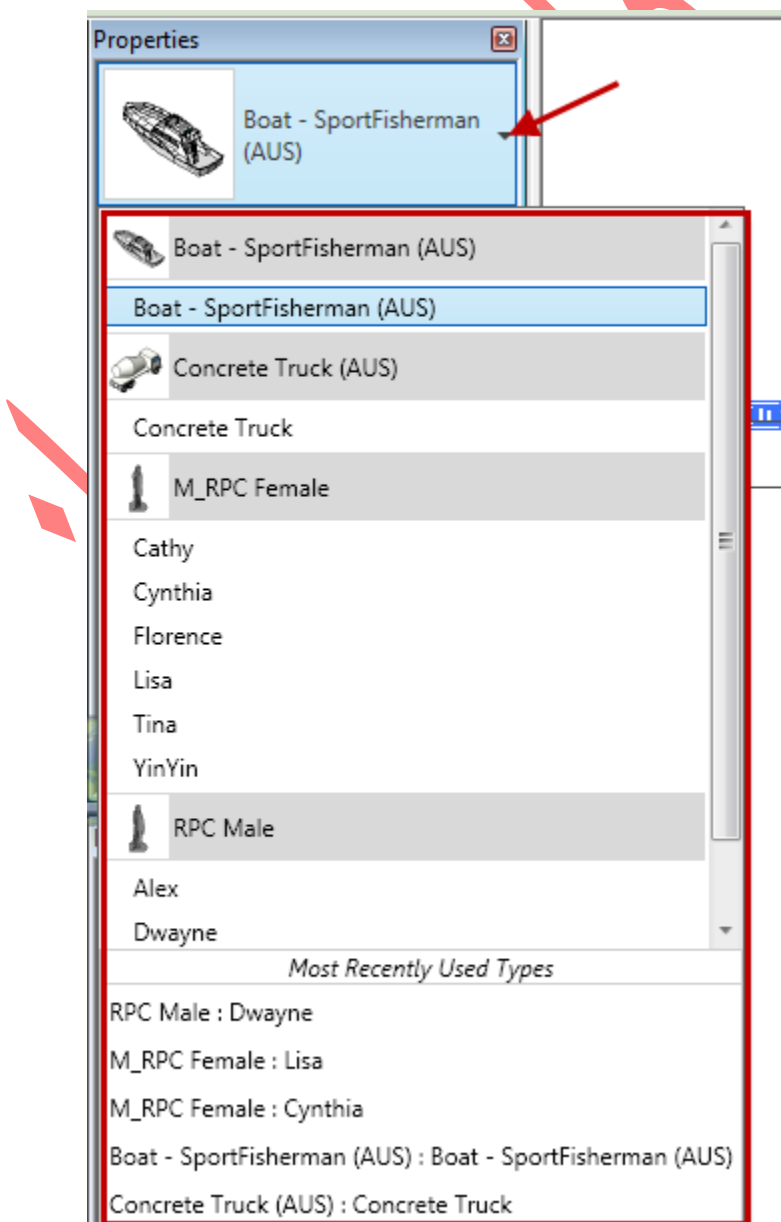 Properties
Boat - SportFisherman
(AUS)
Boat - SportFisherman (AUS)
Boat - SportFisherman (AUS)
Concrete Truck (AUS)
Concrete Truck
M_RPC Female
Cathy
Cynthia
Florence
Lisa
Tina
YinYin
RPC Male
Alex
Dwayne
Most Recently Used Types
RPC Male : Dwayne
M_RPC Female : Lisa
M_RPC Female : Cynthia
Boat - SportFisherman (AUS) : Boat - SportFisherman (AUS)
Concrete Truck (AUS) : Concrete Truck